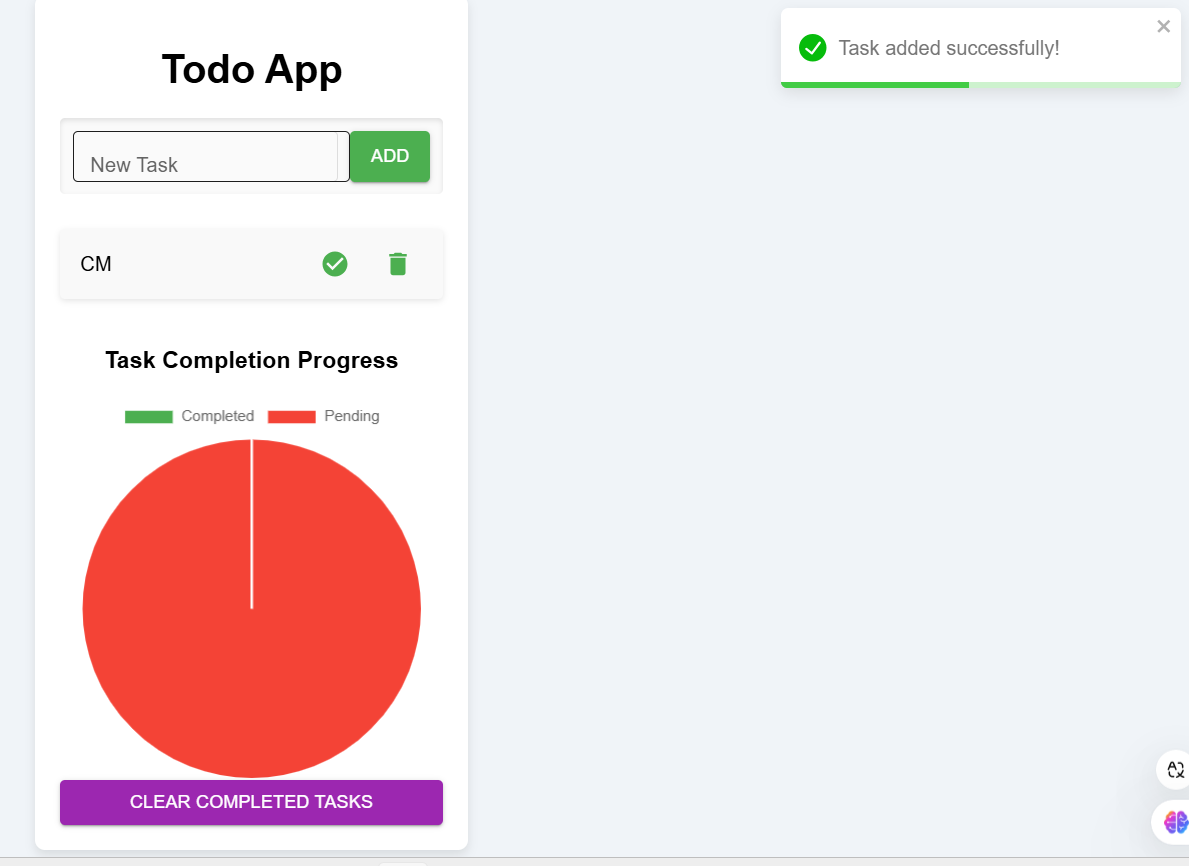 Todo App
Task added successfully!
New Task
ADD
CM
Task Completion Progress
Completed Pending
CLEAR COMPLETED TASKS